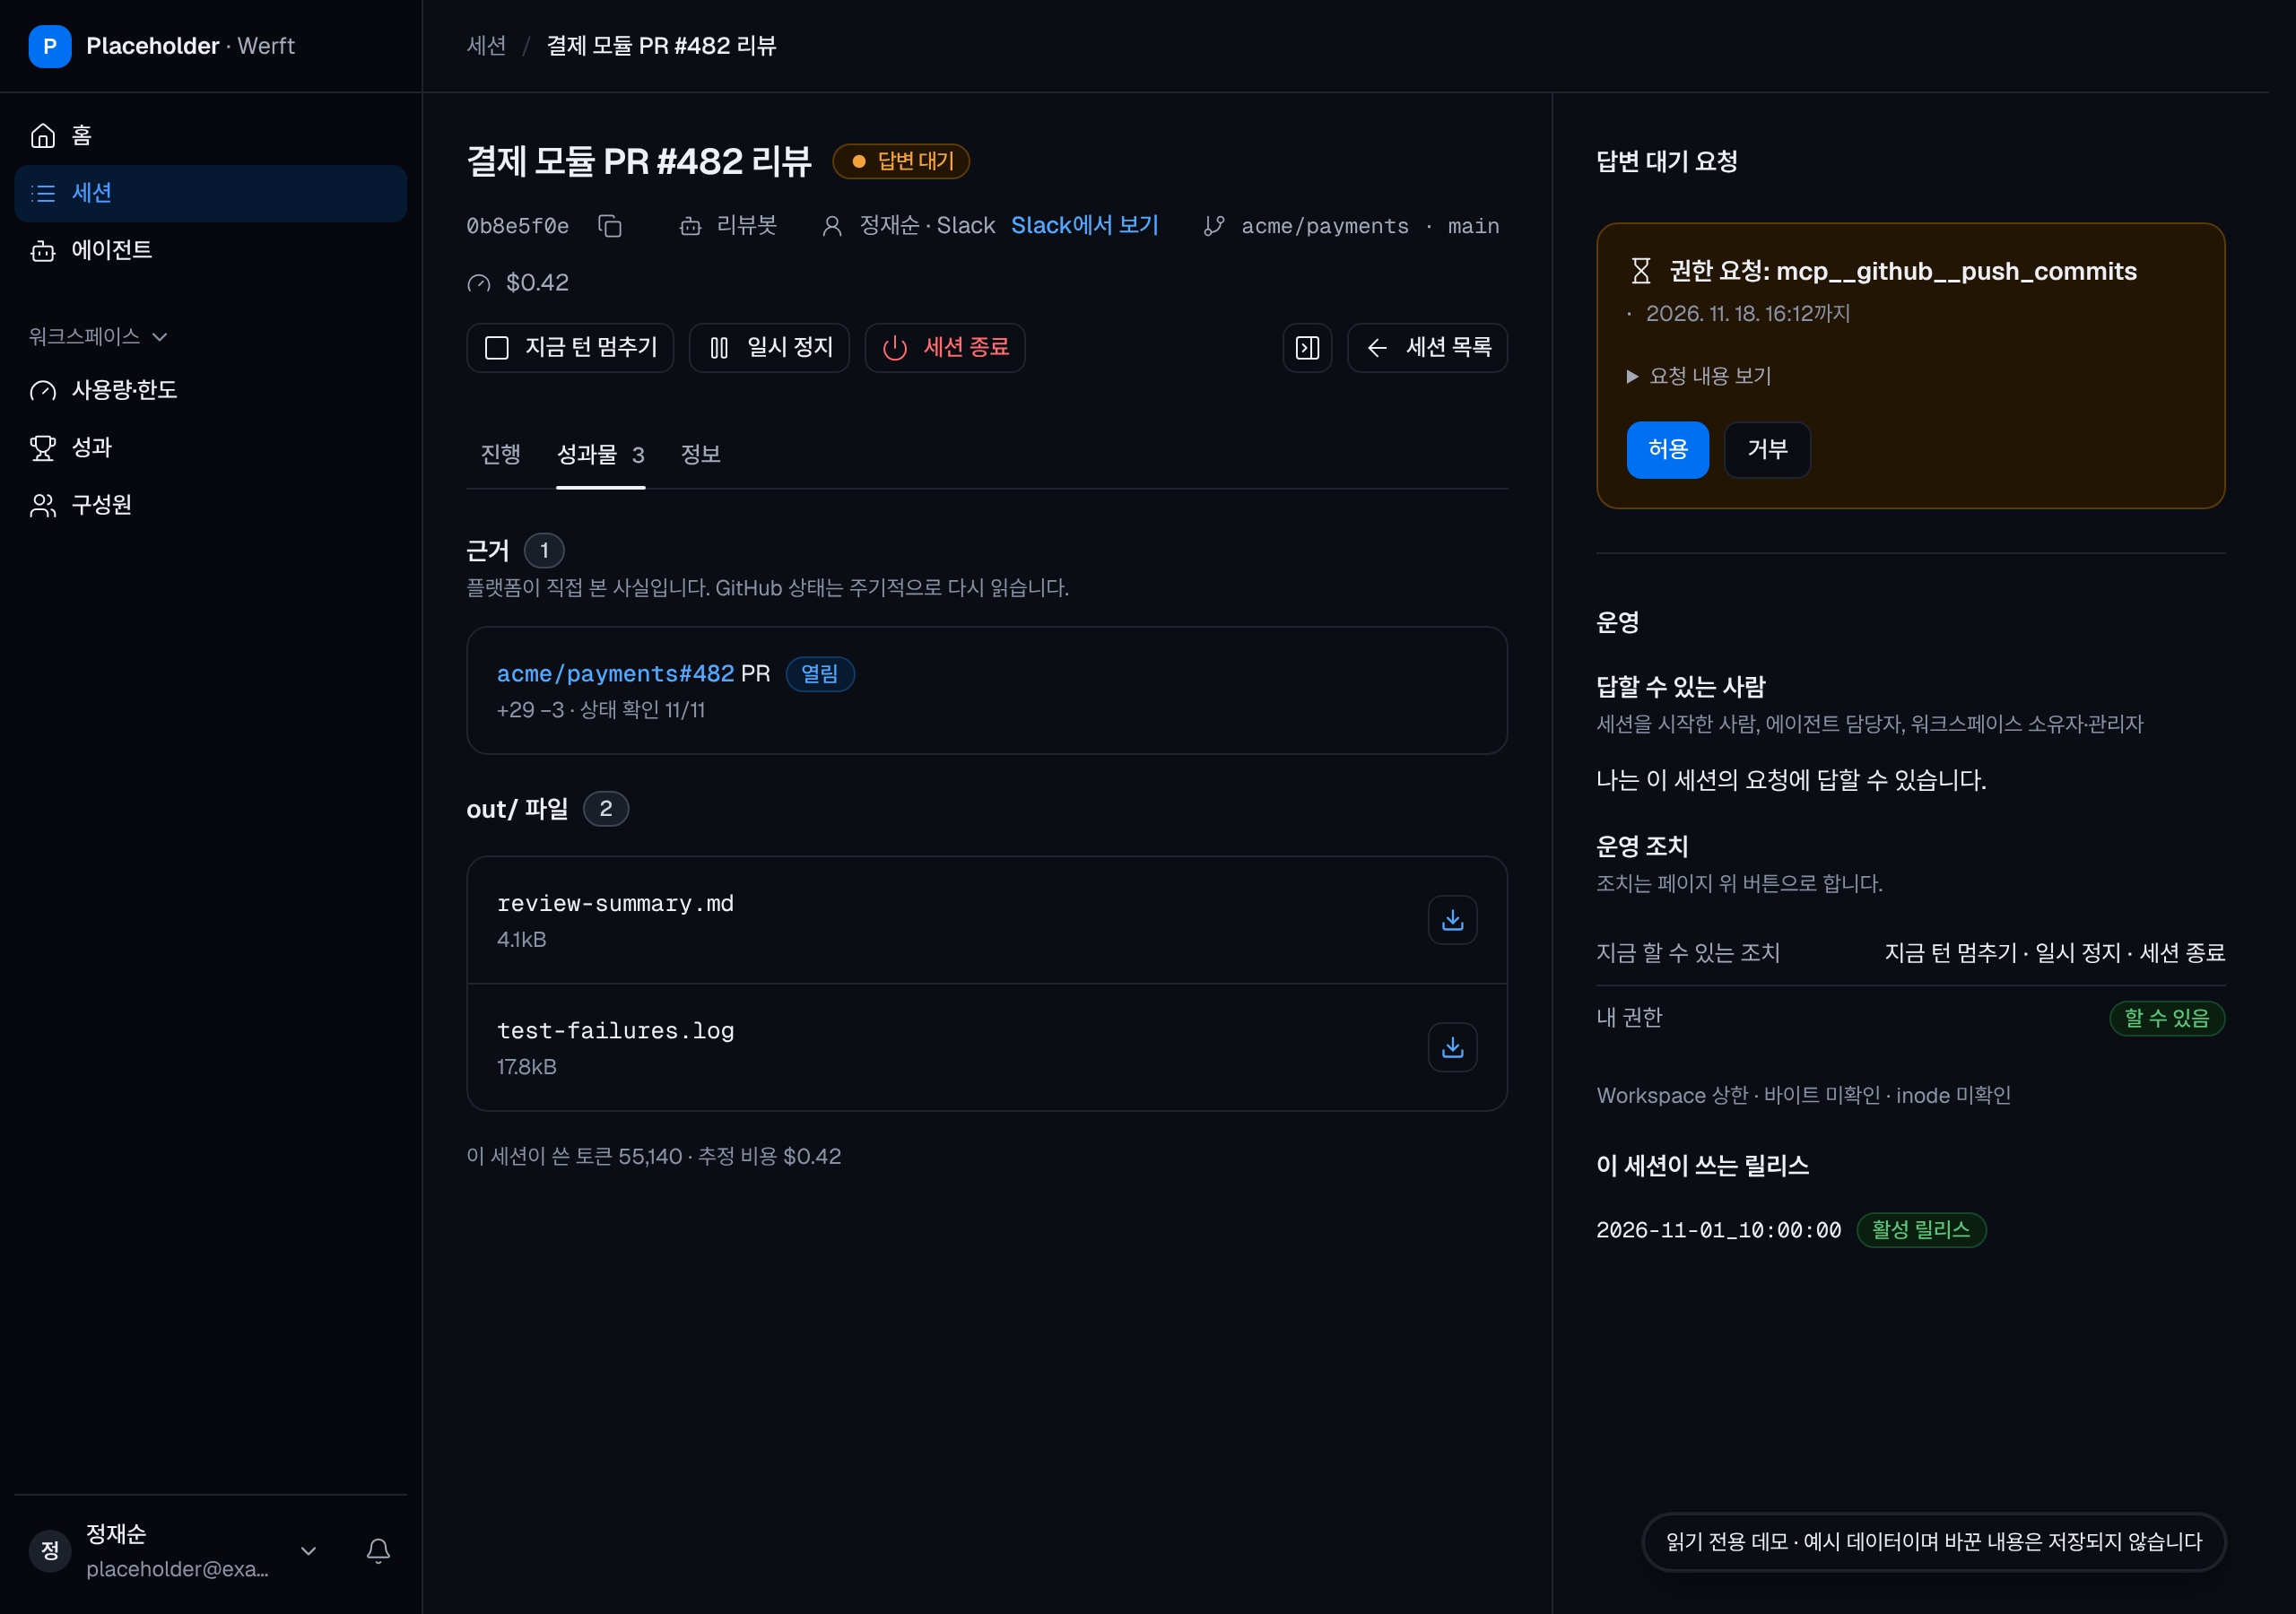 P Placeholder · Werft
홈
세션
에이전트
워크스페이스
사용량·한도
성과
구성원
정
정재순
placeholder@exa...
세션 / 결제 모듈 PR #482 리뷰
결제 모듈 PR #482 리뷰 답변 대기
0b8e5f0e 리뷰봇 정재순 · Slack Slack에서 보기 acme/payments · main
$0.42
지금 턴 멈추기 일시 정지 세션 종료 세션 목록
진행 성과물 3 정보
근거 1
플랫폼이 직접 본 사실입니다. GitHub 상태는 주기적으로 다시 읽습니다.
acme/payments#482 PR 열림
+29 −3 · 상태 확인 11/11
out/ 파일 2
review-summary.md
4.1kB
test-failures.log
17.8kB
이 세션이 쓴 토큰 55,140 · 추정 비용 $0.42
답변 대기 요청
권한 요청: mcp__github__push_commits
· 2026. 11. 18. 16:12까지
요청 내용 보기
허용 거부
운영
답할 수 있는 사람
세션을 시작한 사람, 에이전트 담당자, 워크스페이스 소유자·관리자
나는 이 세션의 요청에 답할 수 있습니다.
운영 조치
조치는 페이지 위 버튼으로 합니다.
지금 할 수 있는 조치 지금 턴 멈추기 · 일시 정지 · 세션 종료
내 권한 할 수 있음
Workspace 상한 · 바이트 미확인 · inode 미확인
이 세션이 쓰는 릴리스
2026-11-01_10:00:00 활성 릴리스
읽기 전용 데모 · 예시 데이터이며 바꾼 내용은 저장되지 않습니다